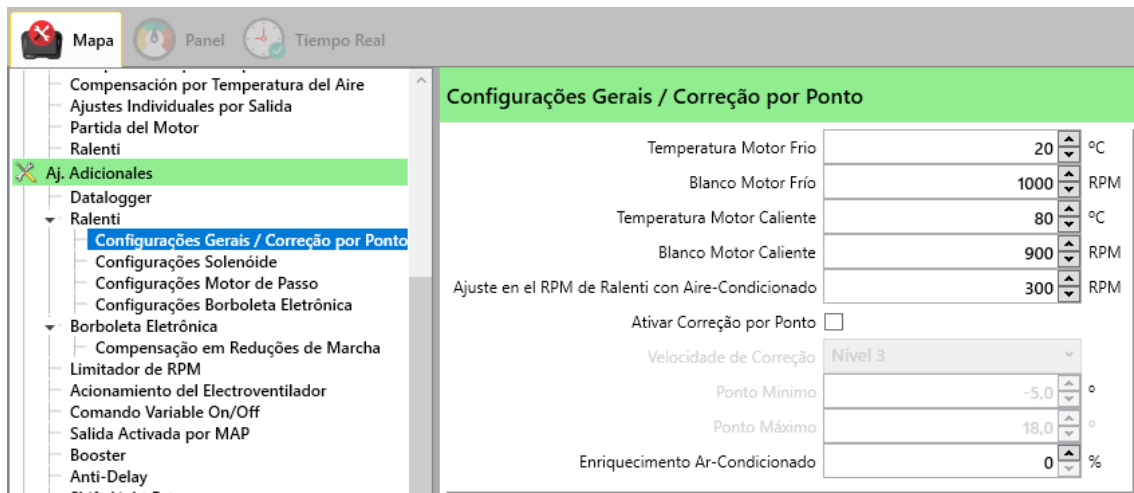 Mapa
Panel
Tiempo Real
Compensación por Temperatura del Aire
Ajustes Individuales por Salida
Partida del Motor
Ralenti
Aj. Adicionales
Datalogger
Ralenti
Configurações Gerais / Correção por Ponto
Configurações Solenóide
Configurações Motor de Passo
Configurações Borboleta Eletrônica
Borboleta Eletrônica
Compensação em Reduções de Marcha
Limitador de RPM
Acionamiento del Electroventilador
Comando Variable On/Off
Salida Activada por MAP
Booster
Anti-Delay
Configurações Gerais / Correção por Ponto
Temperatura Motor Frio 20 ºC
Blanco Motor Frío 1000 RPM
Temperatura Motor Caliente 80 ºC
Blanco Motor Caliente 900 RPM
Ajuste en el RPM de Ralenti con Aire-Condicionado 300 RPM
Ativar Correção por Ponto
Velocidade de Correção Nível 3
Ponto Minimo -5,0 º
Ponto Máximo 18,0 º
Enriquecimento Ar-Condicionado 0 %